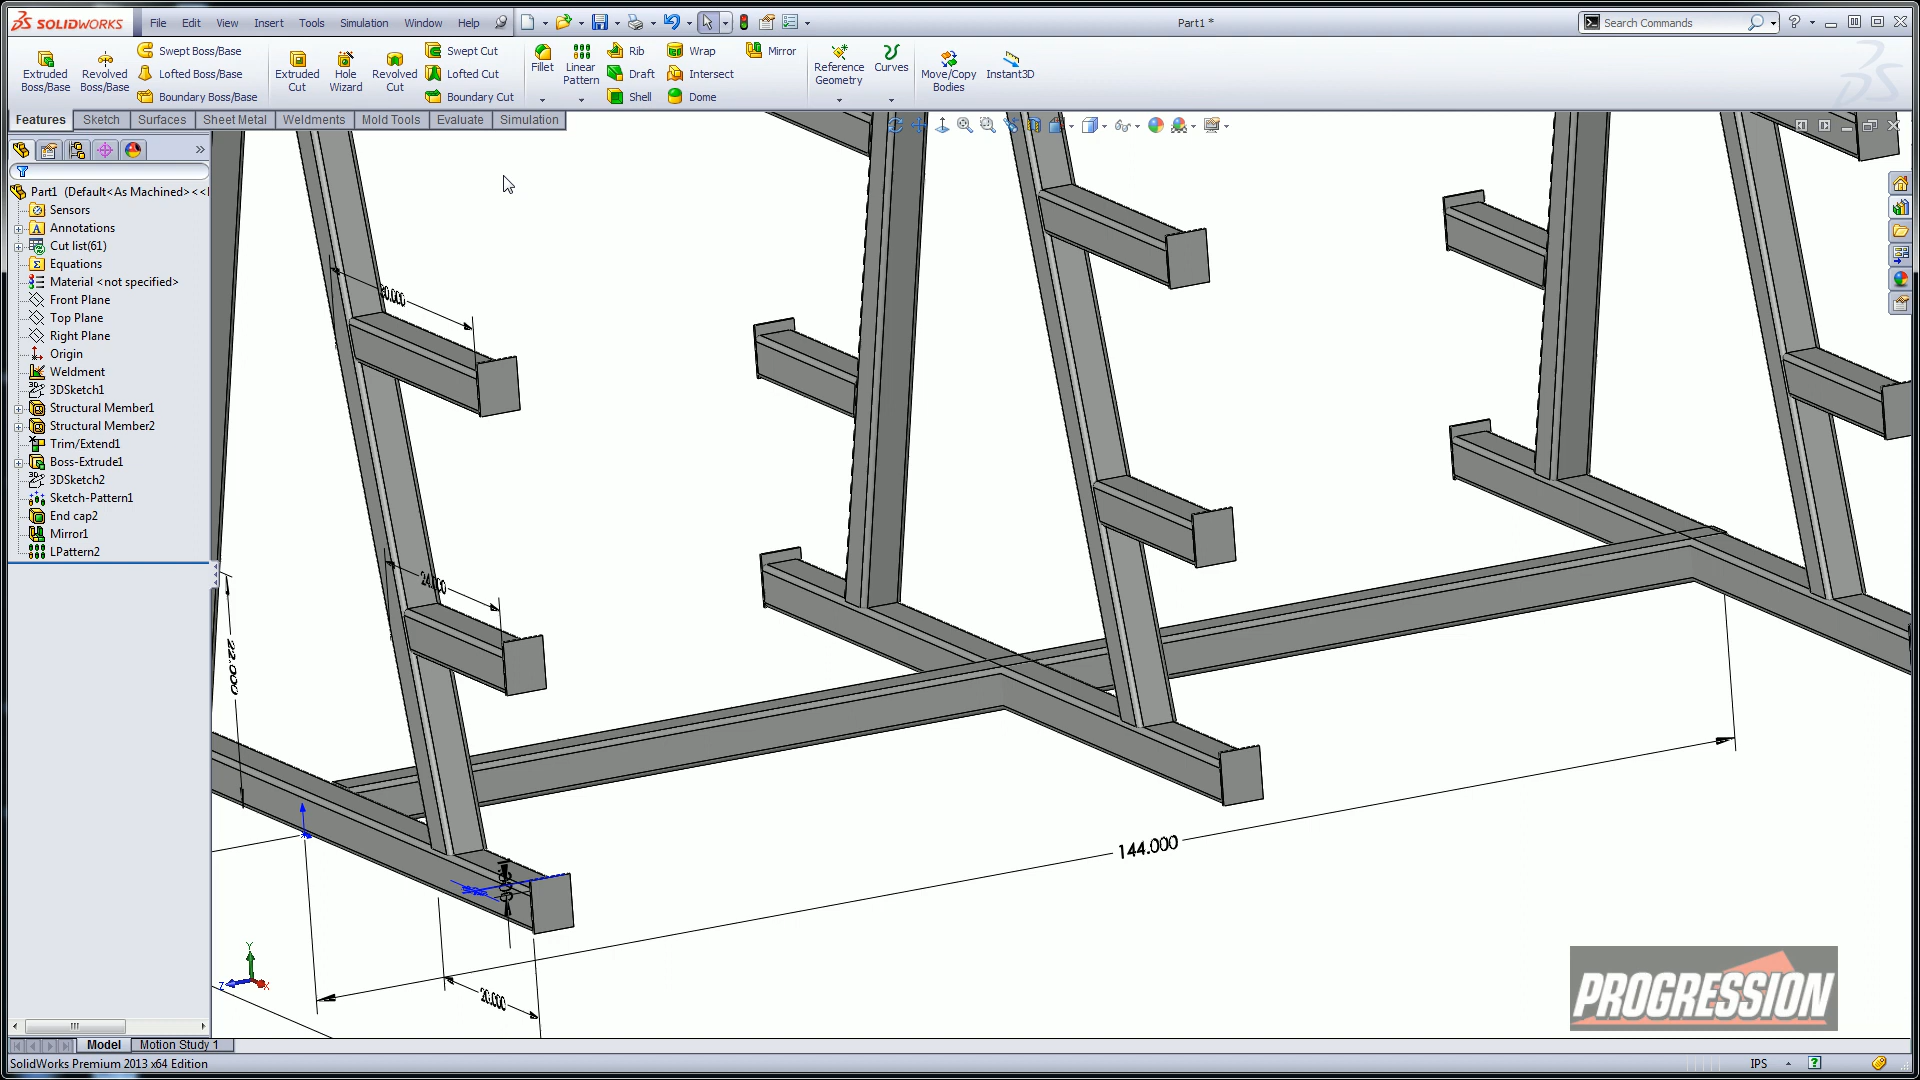 SOLIDWORKS File Edit View Insert Tools Simulation Window Help Part1 * Search Commands
Extruded Boss/Base
Revolved Boss/Base
Swept Boss/Base
Lofted Boss/Base
Boundary Boss/Base
Extruded Cut
Hole Wizard
Revolved Cut
Swept Cut
Lofted Cut
Boundary Cut
Fillet
Linear Pattern
Rib
Draft
Shell
Wrap
Intersect
Dome
Mirror
Reference Geometry
Curves
Move/Copy Bodies
Instant3D
Features Sketch Surfaces Sheet Metal Weldments Mold Tools Evaluate Simulation
Part1 (Default<As Machined><<
Sensors
Annotations
Cut list(61)
Equations
Material <not specified>
Front Plane
Top Plane
Right Plane
Origin
Weldment
3DSketch1
Structural Member1
Structural Member2
Trim/Extend1
Boss-Extrude1
3DSketch2
Sketch-Pattern1
End cap2
Mirror1
LPattern2
24.000
22.000
144.000
20.000
Y
Z
X
PROGRESSION
Model Motion Study 1
SolidWorks Premium 2013 x64 Edition IPS